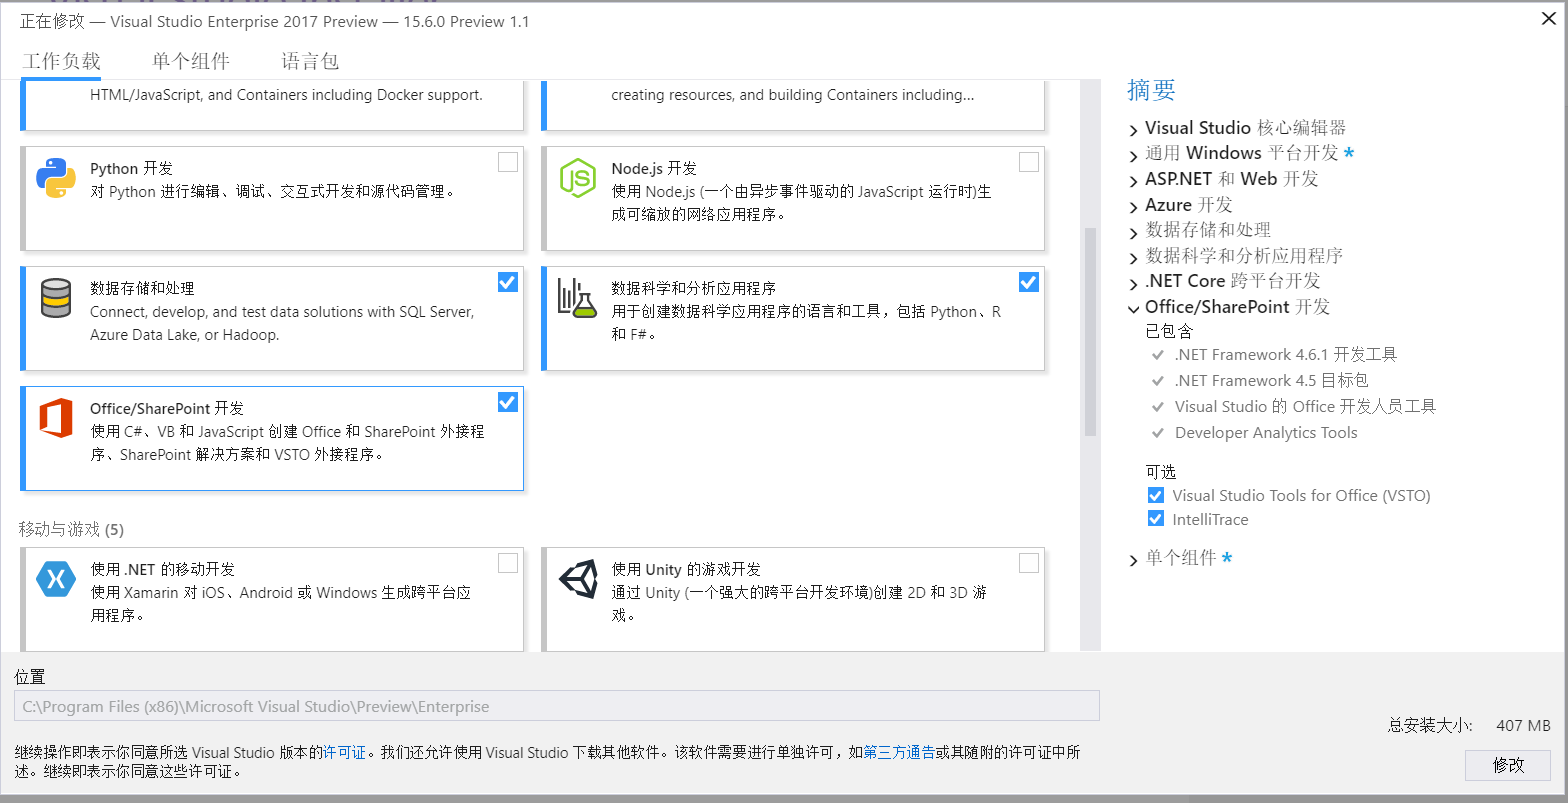 正在修改 — Visual Studio Enterprise 2017 Preview — 15.6.0 Preview 1.1
工作负载 单个组件 语言包
HTML/JavaScript, and Containers including Docker support.
creating resources, and building Containers including...
Python 开发
对 Python 进行编辑、调试、交互式开发和源代码管理。
Node.js 开发
使用 Node.js (一个由异步事件驱动的 JavaScript 运行时)生
成可缩放的网络应用程序。
数据存储和处理
Connect, develop, and test data solutions with SQL Server,
Azure Data Lake, or Hadoop.
数据科学和分析应用程序
用于创建数据科学应用程序的语言和工具，包括 Python、R
和 F#。
Office/SharePoint 开发
使用 C#、VB 和 JavaScript 创建 Office 和 SharePoint 外接程
序、SharePoint 解决方案和 VSTO 外接程序。
移动与游戏 (5)
使用 .NET 的移动开发
使用 Xamarin 对 iOS、Android 或 Windows 生成跨平台应
用程序。
使用 Unity 的游戏开发
通过 Unity (一个强大的跨平台开发环境)创建 2D 和 3D 游
戏。
摘要
Visual Studio 核心编辑器
通用 Windows 平台开发 *
ASP.NET 和 Web 开发
Azure 开发
数据存储和处理
数据科学和分析应用程序
.NET Core 跨平台开发
Office/SharePoint 开发
已包含
.NET Framework 4.6.1 开发工具
.NET Framework 4.5 目标包
Visual Studio 的 Office 开发人员工具
Developer Analytics Tools
可选
Visual Studio Tools for Office (VSTO)
IntelliTrace
单个组件 *
位置
C:\Program Files (x86)\Microsoft Visual Studio\Preview\Enterprise
总安装大小: 407 MB
继续操作即表示你同意所选 Visual Studio 版本的许可证。我们还允许使用 Visual Studio 下载其他软件。该软件需要进行单独许可，如第三方通告或其随附的许可证中所
述。继续即表示你同意这些许可证。
修改